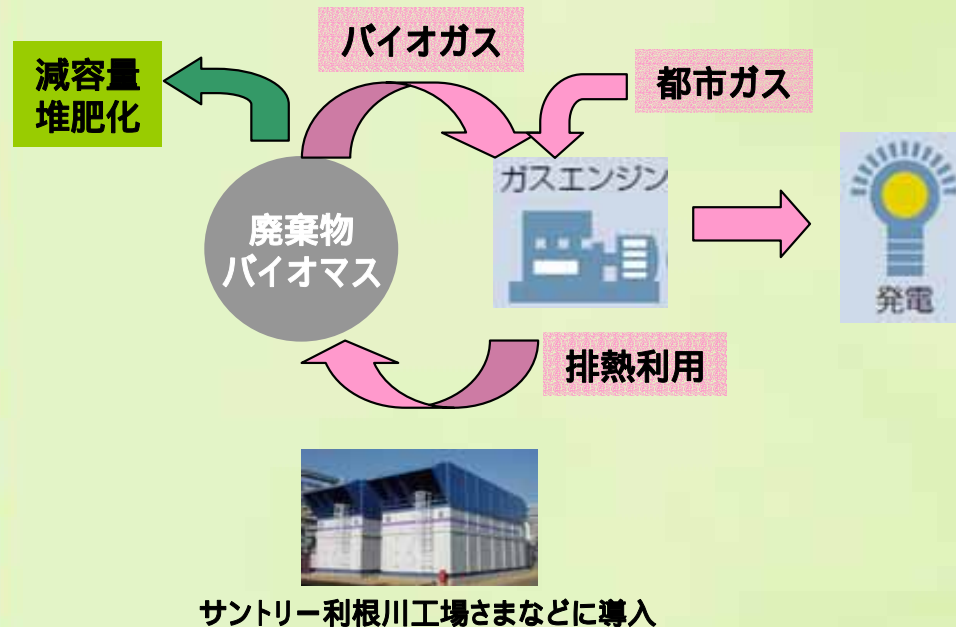 バイオガス
減容量
堆肥化
都市ガス
ガスエンジン
廃棄物
バイオマス
発電
排熱利用
サントリー利根川工場さまなどに導入